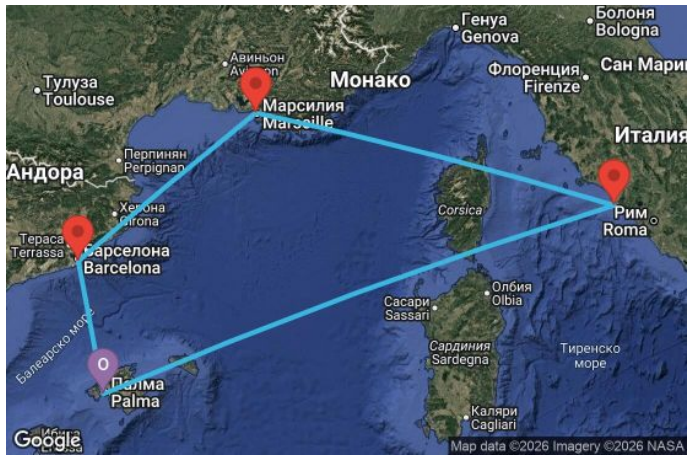 Генуа
Genova
Болоня
Bologna
Авиньон
Avignon
Монако
Флоренция
Firenze
Сан Мари
Тулуза
Toulouse
Марсилия
Marseille
Италия
Перпинян
Perpignan
Андора
Corsica
Рим
Roma
Херона
Girona
Тераса
Terrassa
Барселона
Barcelona
Олбия
Olbia
Сасари
Sassari
Балеарско море
Сардиния
Sardegna
Тиренско
море
O
Палма
Palma
Каляри
Cagliari
Google
Map data ©2026 Imagery ©2026 NASA